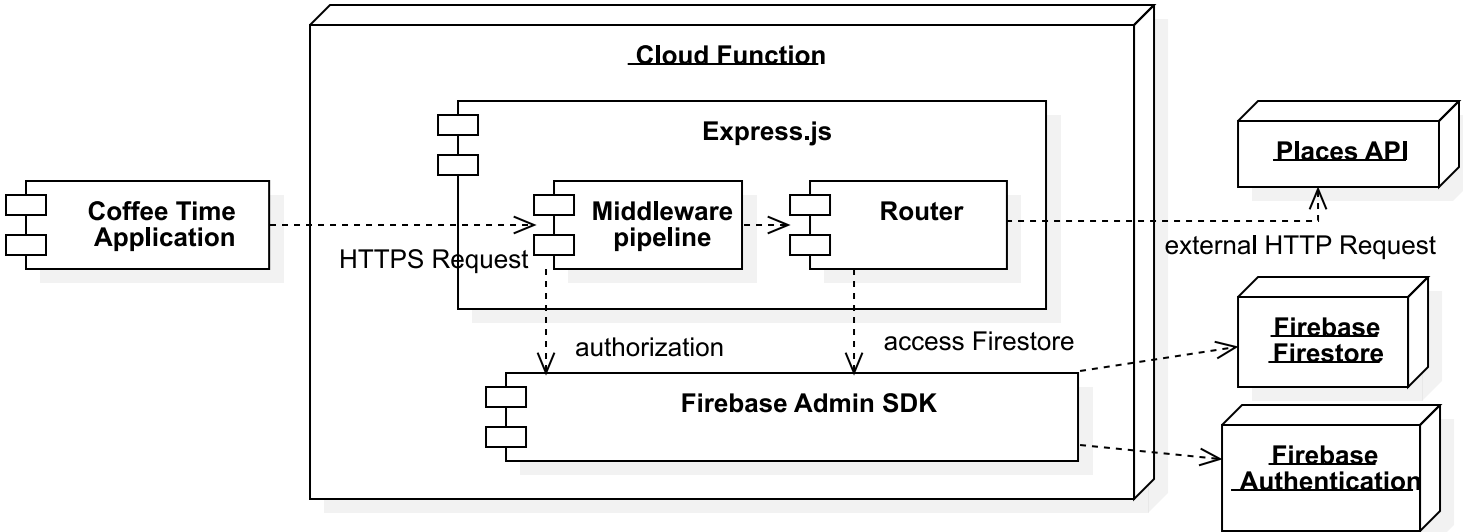 Cloud Function
Express.js
Places API
Coffee Time
Application
Middleware
pipeline
Router
HTTPS Request
external HTTP Request
authorization
access Firestore
Firebase
Firestore
Firebase Admin SDK
Firebase
Authentication